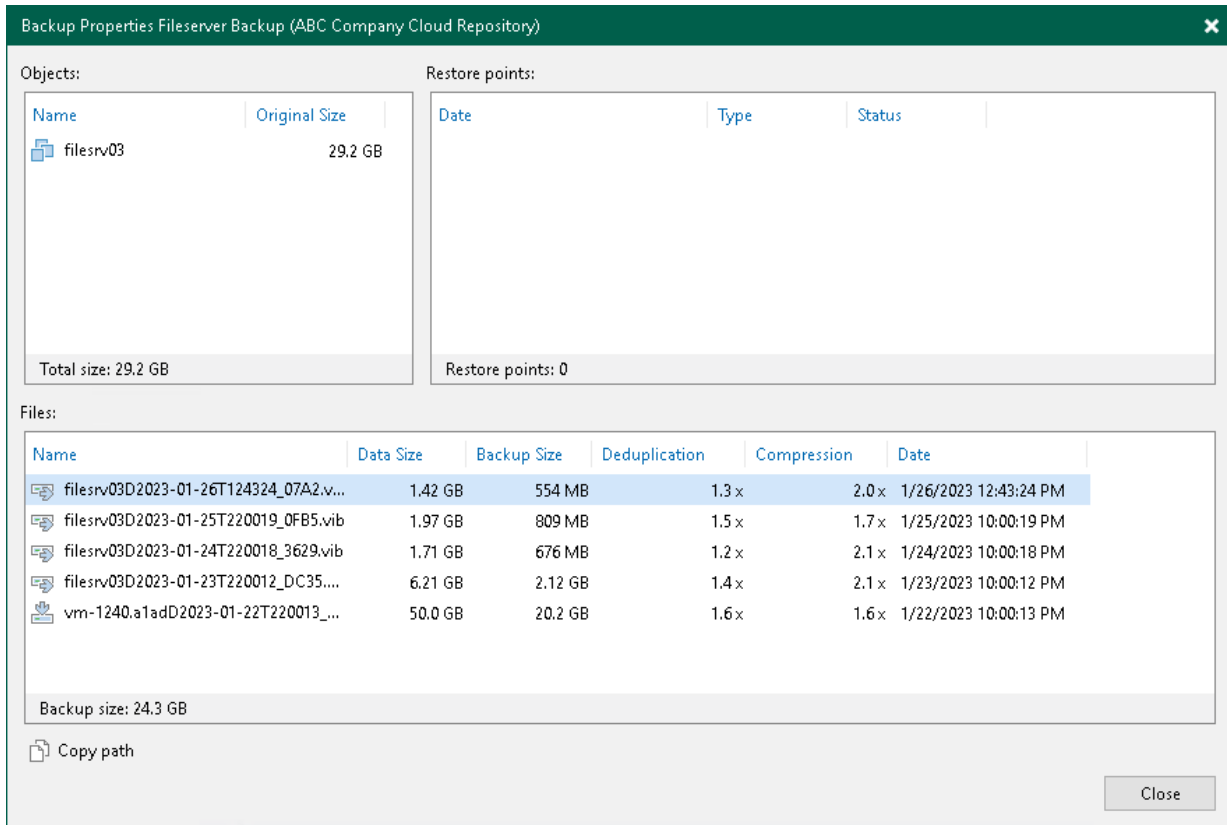 Backup Properties Fileserver Backup (ABC Company Cloud Repository)
Objects:
Name Original Size
filesrv03 29.2 GB
Total size: 29.2 GB
Restore points:
Date Type Status
Restore points: 0
Files:
Name Data Size Backup Size Deduplication Compression Date
filesrv03D2023-01-26T124324_07A2.v... 1.42 GB 554 MB 1.3 x 2.0 x 1/26/2023 12:43:24 PM
filesrv03D2023-01-25T220019_0FB5.vib 1.97 GB 809 MB 1.5 x 1.7 x 1/25/2023 10:00:19 PM
filesrv03D2023-01-24T220018_3629.vib 1.71 GB 676 MB 1.2 x 2.1 x 1/24/2023 10:00:18 PM
filesrv03D2023-01-23T220012_DC35.... 6.21 GB 2.12 GB 1.4 x 2.1 x 1/23/2023 10:00:12 PM
vm-1240.a1adD2023-01-22T220013_... 50.0 GB 20.2 GB 1.6 x 1.6 x 1/22/2023 10:00:13 PM
Backup size: 24.3 GB
Copy path
Close